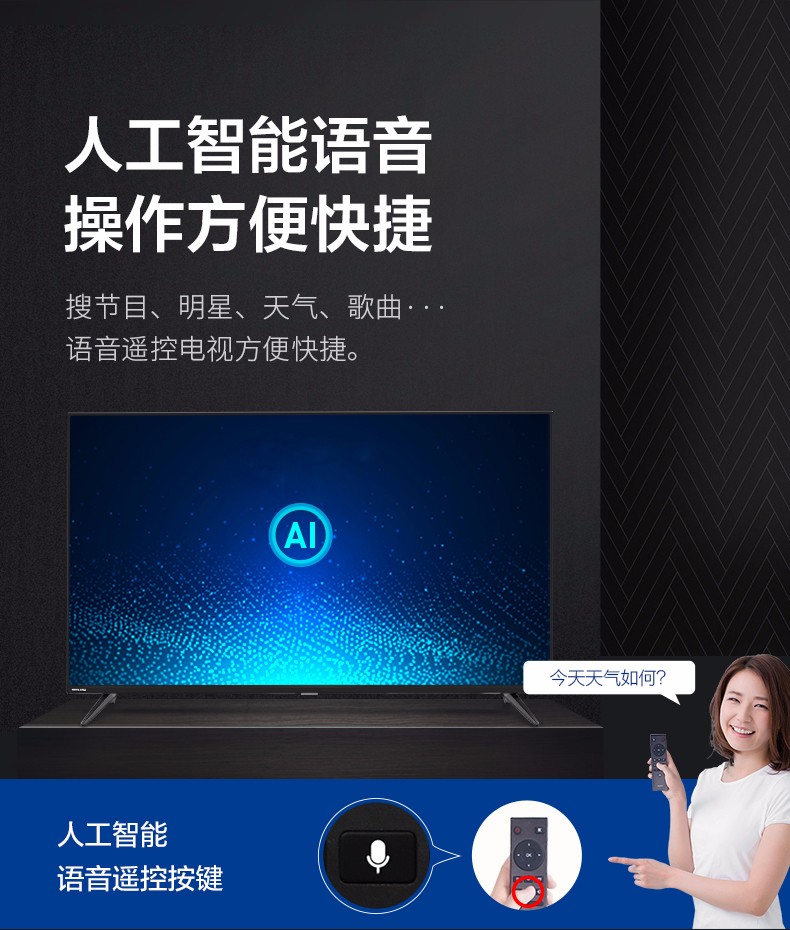 人工智能语音
操作方便快捷
搜节目、明星、天气、歌曲···
语音遥控电视方便快捷。
AI
今天天气如何?
人工智能
语音遥控按键
OK